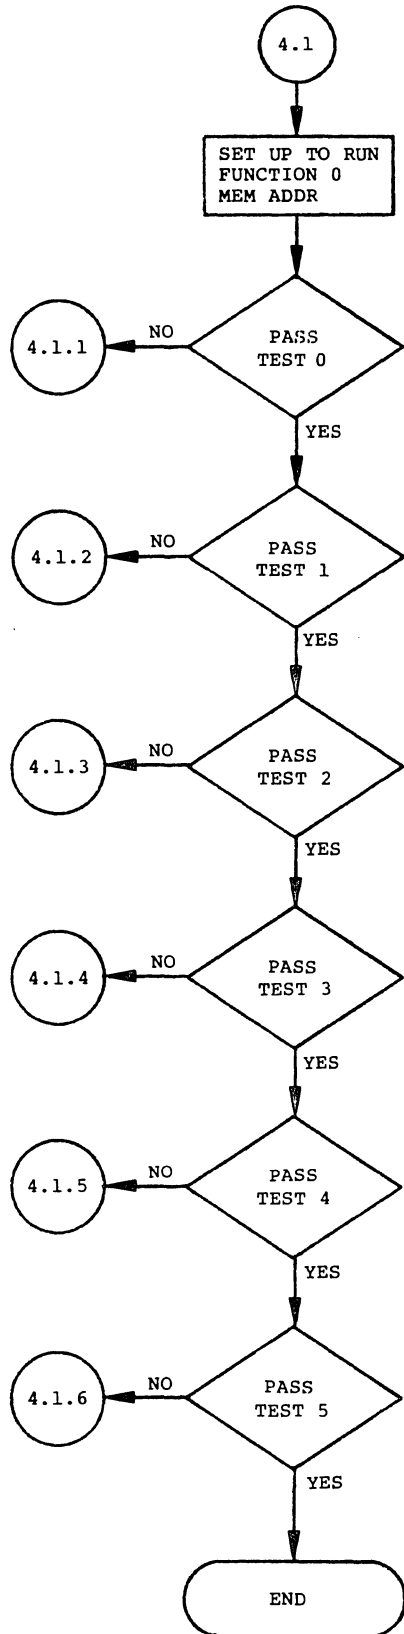 4.1
SET UP TO RUN
FUNCTION 0
MEM ADDR
PASS
TEST 0
NO
4.1.1
YES
PASS
TEST 1
NO
4.1.2
YES
PASS
TEST 2
NO
4.1.3
YES
PASS
TEST 3
NO
4.1.4
YES
PASS
TEST 4
NO
4.1.5
YES
PASS
TEST 5
NO
4.1.6
YES
END